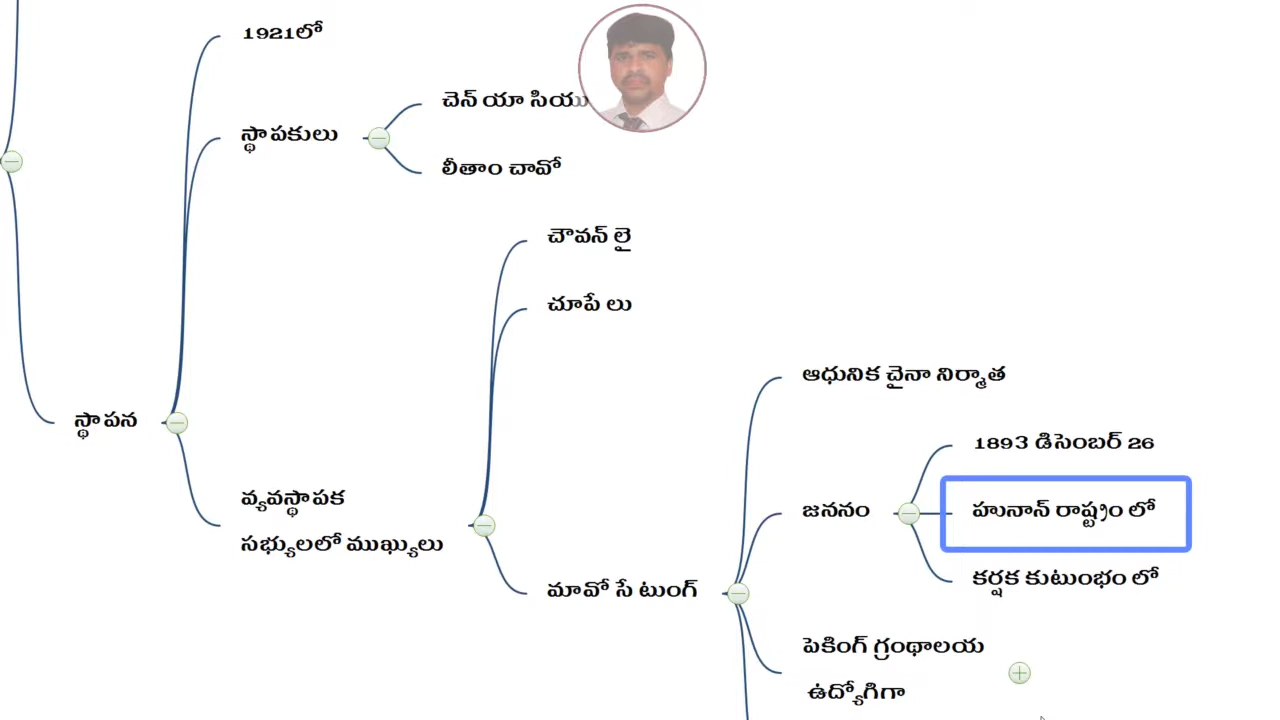 1921లో
స్థాపకులు
చెన్ యా సియు
లీతాం చావో
చౌవన్ లై
చూపే లు
స్థాపన
వ్యవస్థాపక
సభ్యులలో ముఖ్యులు
మావో సే టుంగ్
ఆధునిక చైనా నిర్మాత
జననం
1893 డిసెంబర్ 26
హునాన్ రాష్ట్రం లో
కర్షక కుటుంభం లో
పెకింగ్ గ్రంథాలయ
ఉద్యోగిగా